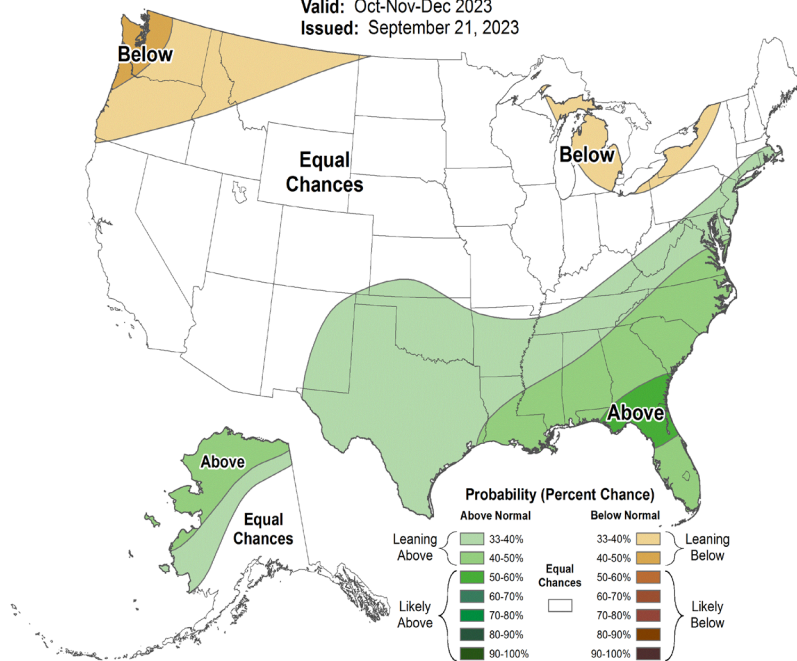 Valid: Oct-Nov-Dec 2023
Issued: September 21, 2023
Below
Equal
Chances
Below
Above
Above
Equal
Chances
Probability (Percent Chance)
Above Normal
Below Normal
Leaning
Above
33-40%
40-50%
Likely
Above
50-60%
60-70%
70-80%
80-90%
90-100%
Equal
Chances
33-40%
40-50%
Leaning
Below
50-60%
60-70%
70-80%
80-90%
90-100%
Likely
Below